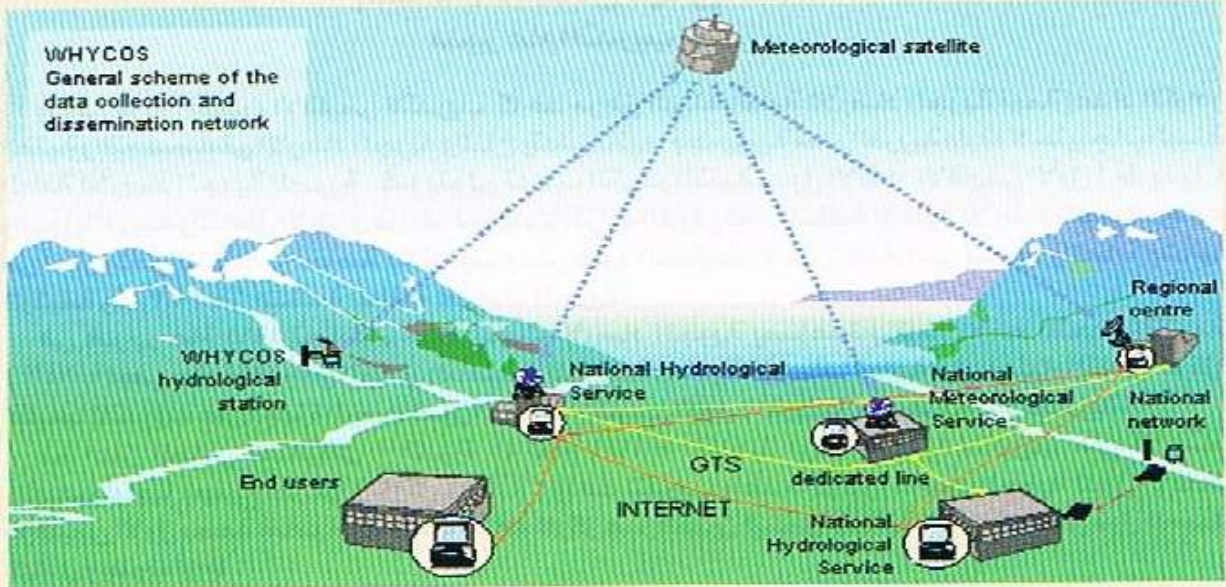 WHYCOS
General scheme of the
data collection and
dissemination network
Meteorological satellite
Regional
centre
WHYCOS
hydrological
station
National Hydrological
Service
National
Meteorological
Service
National
network
GTS
dedicated line
End users
INTERNET
National
Hydrological
Service